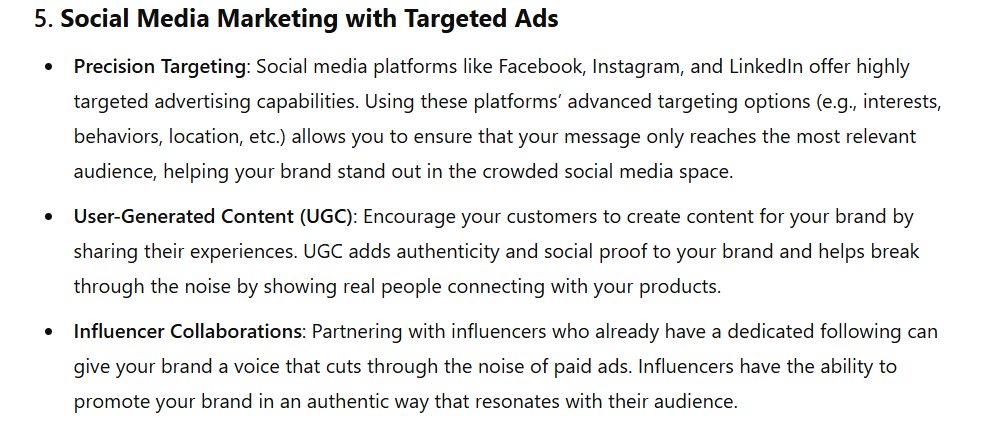 5. Social Media Marketing with Targeted Ads
• Precision Targeting: Social media platforms like Facebook, Instagram, and LinkedIn offer highly
targeted advertising capabilities. Using these platforms’ advanced targeting options (e.g., interests,
behaviors, location, etc.) allows you to ensure that your message only reaches the most relevant
audience, helping your brand stand out in the crowded social media space.
• User-Generated Content (UGC): Encourage your customers to create content for your brand by
sharing their experiences. UGC adds authenticity and social proof to your brand and helps break
through the noise by showing real people connecting with your products.
• Influencer Collaborations: Partnering with influencers who already have a dedicated following can
give your brand a voice that cuts through the noise of paid ads. Influencers have the ability to
promote your brand in an authentic way that resonates with their audience.